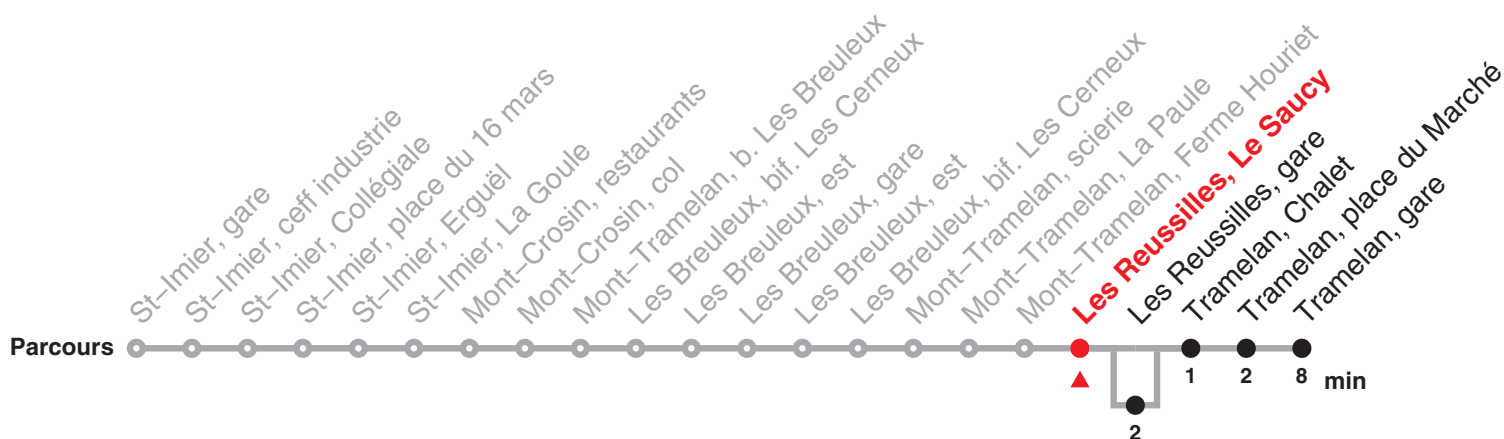 St–Imier, gare
St–Imier, ceff industrie
St–Imier, Collégiale
St–Imier, place du 16 mars
St–Imier, Erguël
St–Imier, La Goule
Mont–Crosin, restaurants
Mont–Crosin, col
Mont–Tramelan, b. Les Breuleux
Les Breuleux, bif. Les Cerneux
Les Breuleux, est
Les Breuleux, gare
Les Breuleux, est
Les Breuleux, bif. Les Cerneux
Mont–Tramelan, scierie
Mont–Tramelan, La Paule
Mont–Tramelan, Ferme Houriet
Les Reussilles, Le Saucy
Les Reussilles, gare
Tramelan, Chalet
Tramelan, place du Marché
Tramelan, gare
Parcours
1 2 8 min
2